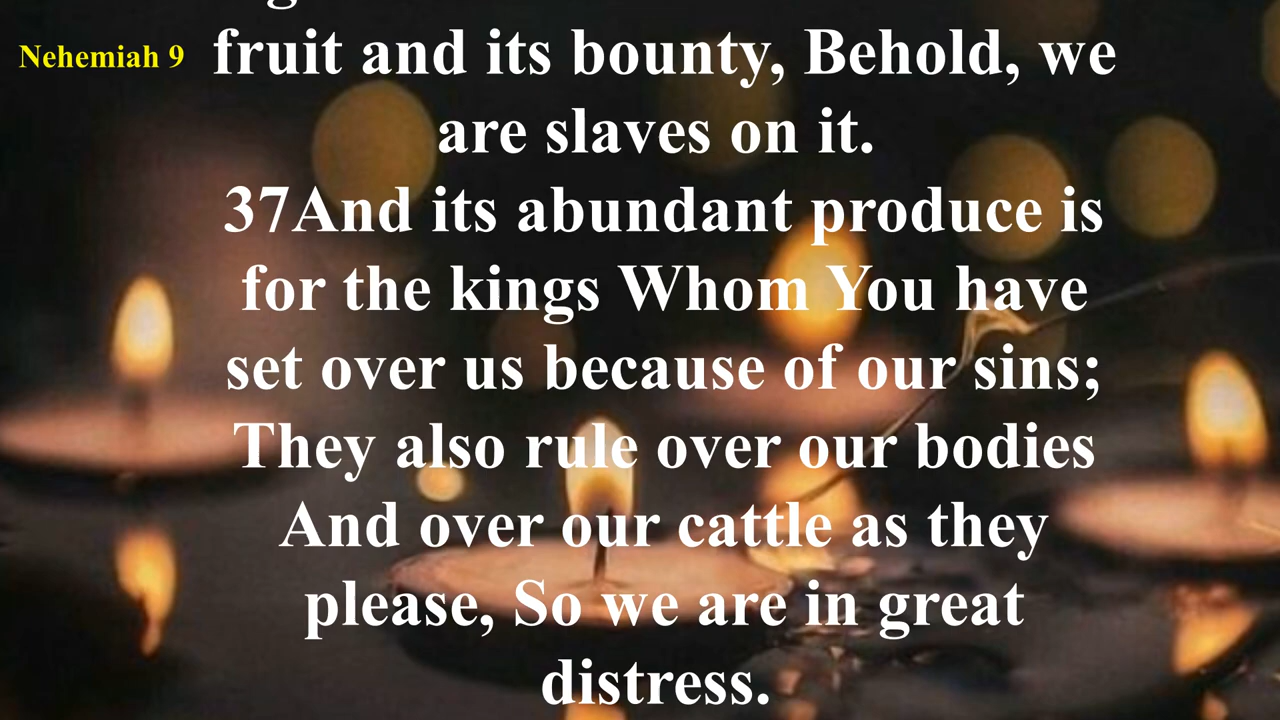 Nehemiah 9
fruit and its bounty, Behold, we
are slaves on it.
37And its abundant produce is
for the kings Whom You have
set over us because of our sins;
They also rule over our bodies
And over our cattle as they
please, So we are in great
distress.